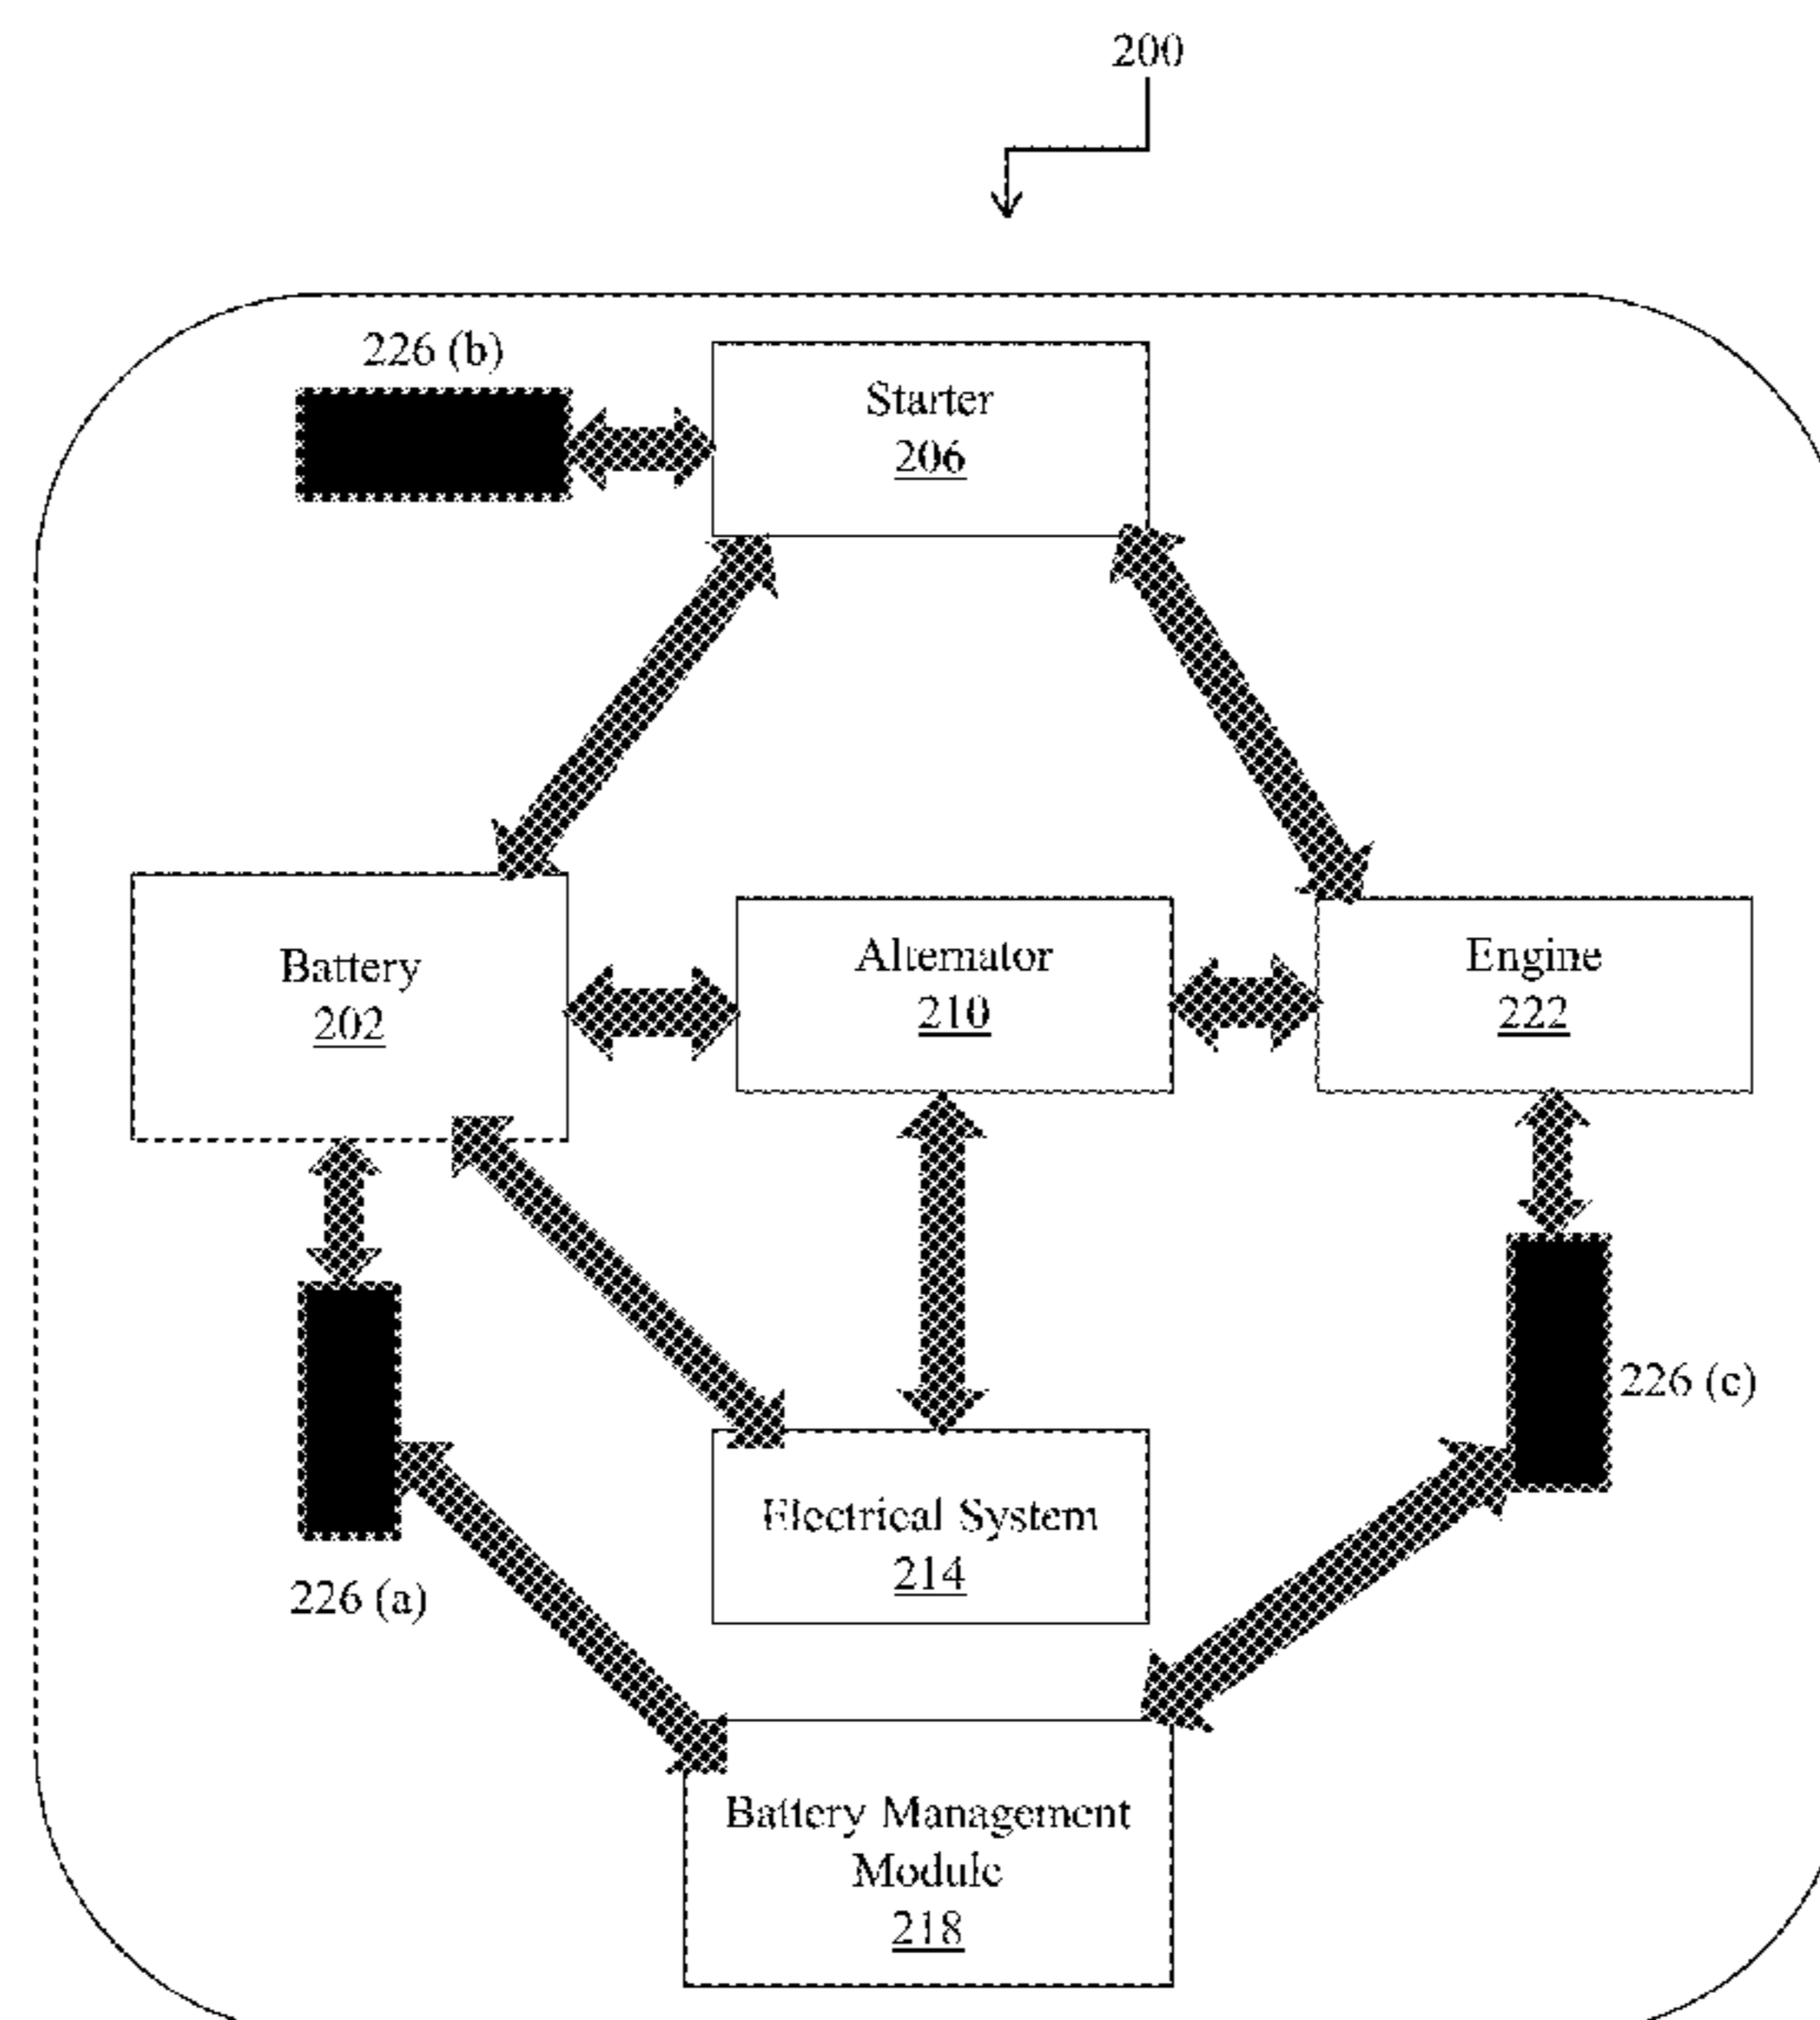 200
226 (b)
Starter
206
Battery
202
Alternator
210
Engine
222
226 (c)
Electrical System
214
226 (a)
Battery Management
Module
218